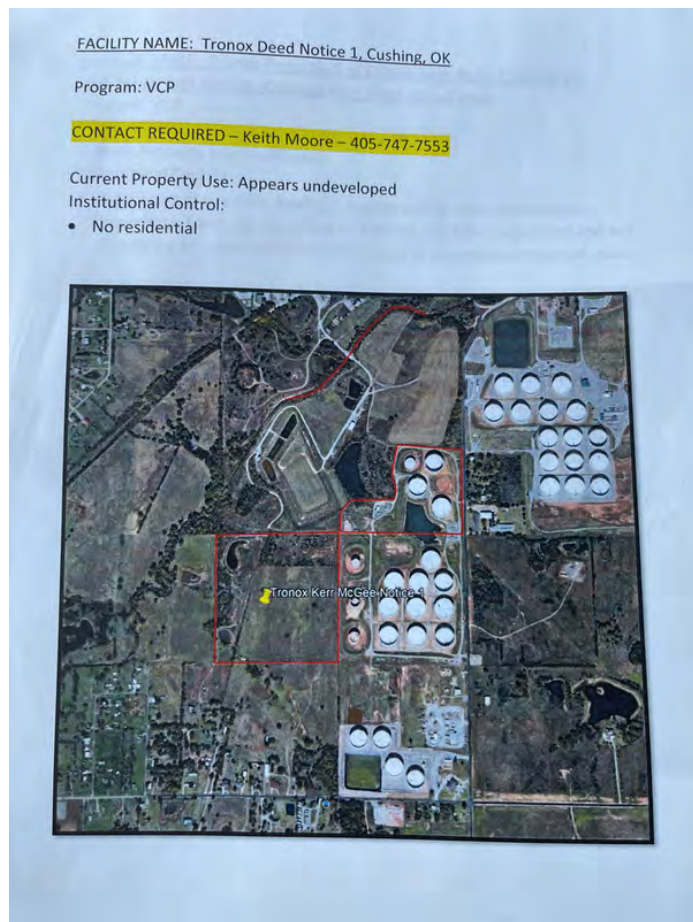 FACILITY NAME: Tronox Deed Notice 1, Cushing, OK
Program: VCP
CONTACT REQUIRED – Keith Moore – 405-747-7553
Current Property Use: Appears undeveloped
Institutional Control:
• No residential
Tronox Kerr McGee Notice 1